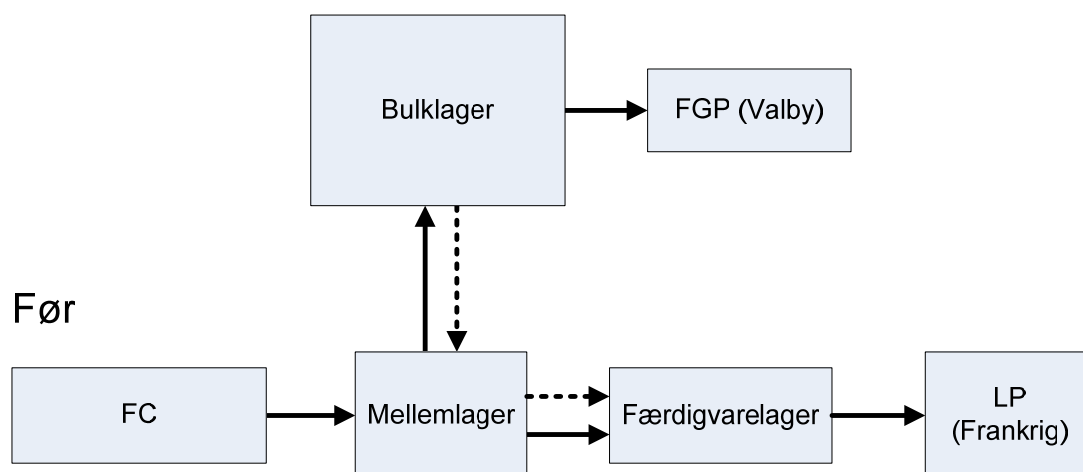 Bulklager
FGP (Valby)
Før
FC
Mellemlager
Færdigvarelager
LP
(Frankrig)